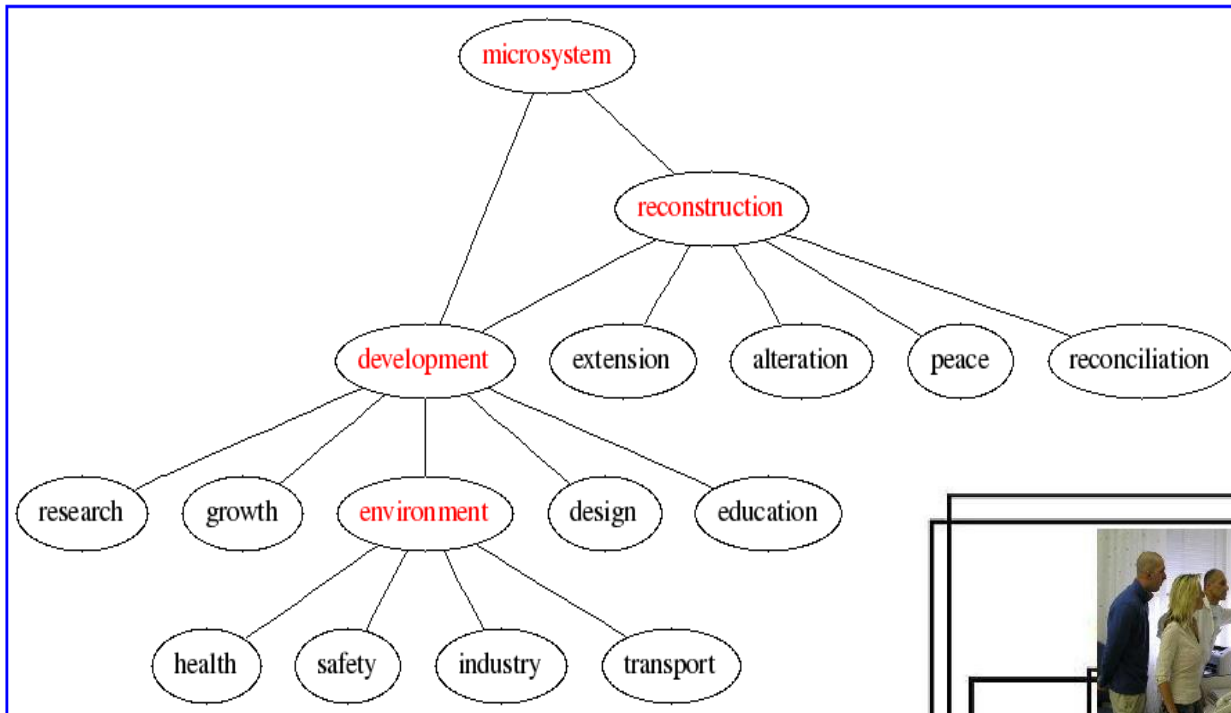 microsystem
reconstruction
development
extension
alteration
peace
reconciliation
research
growth
environment
design
education
health
safety
industry
transport